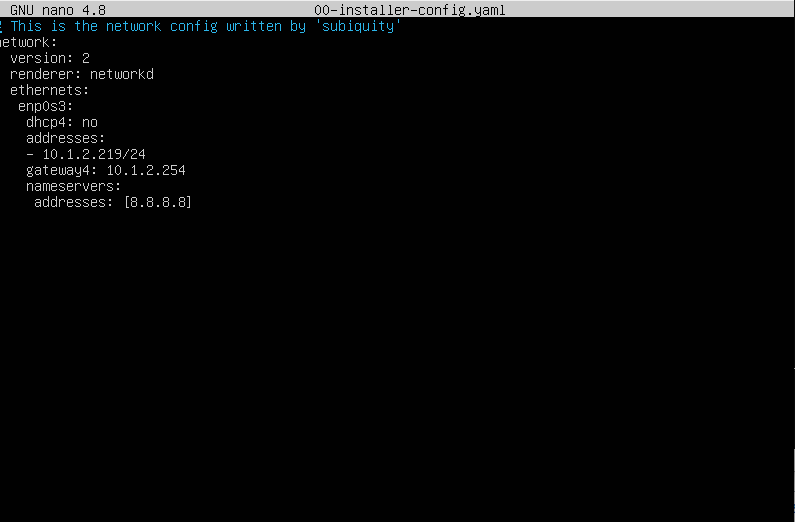 GNU nano 4.8 00-installer-config.yaml
# This is the network config written by 'subiquity'
network:
  version: 2
  renderer: networkd
  ethernets:
   enp0s3:
    dhcp4: no
    addresses:
    - 10.1.2.219/24
    gateway4: 10.1.2.254
    nameservers:
     addresses: [8.8.8.8]